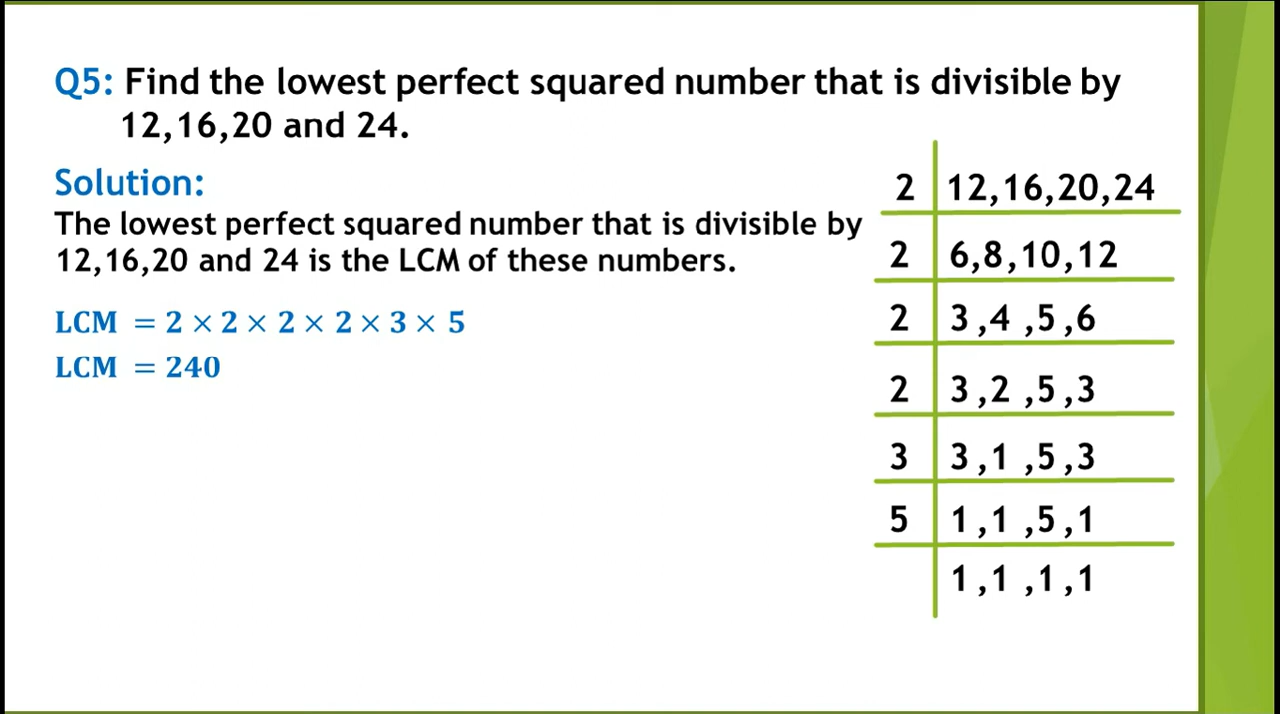 Q5: Find the lowest perfect squared number that is divisible by
12,16,20 and 24.
Solution:
The lowest perfect squared number that is divisible by
12,16,20 and 24 is the LCM of these numbers.
LCM = 2 × 2 × 2 × 2 × 3 × 5
LCM = 240
2 12,16,20,24
2 6,8,10,12
2 3 ,4 ,5 ,6
2 3 ,2 ,5 ,3
3 3 ,1 ,5 ,3
5 1 ,1 ,5 ,1
1 ,1 ,1 ,1